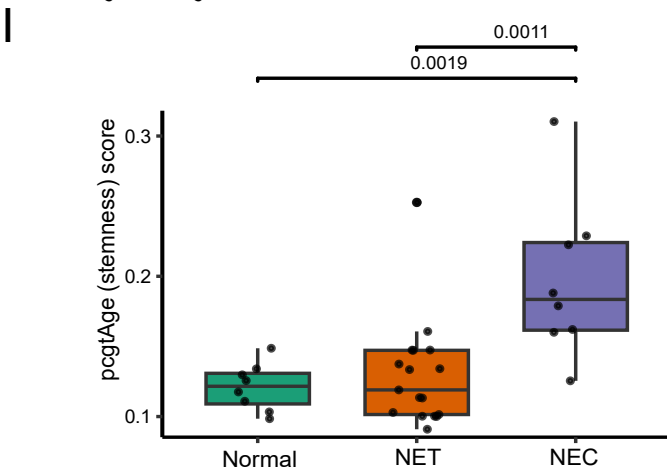 I
0.0011
0.0019
pcgtAge (stemness) score
0.3
0.2
0.1
Normal NET NEC